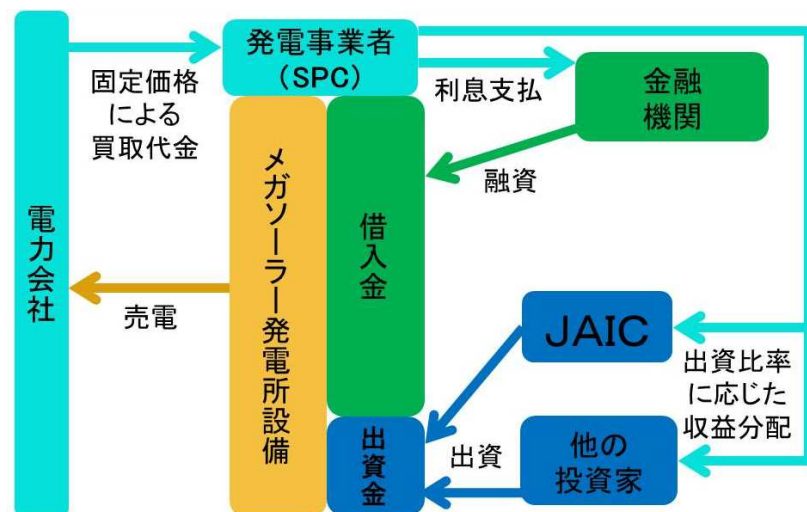 発電事業者
(SPC)
固定価格
による
買取代金
利息支払
金融
機関
融資
電力会社
メガソーラー発電所設備
借入金
売電
JAIC
出資比率
に応じた
収益分配
出資金
出資
他の
投資家